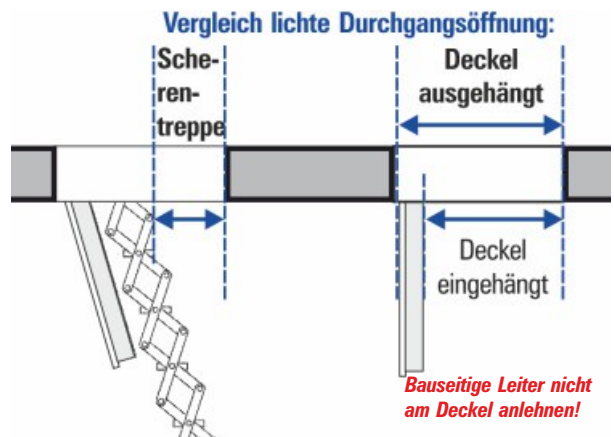 Vergleich lichte Durchgangsöffnung:
Sche-
ren-
treppe
Deckel
ausgehängt
Deckel
eingehängt
Bauseitige Leiter nicht
am Deckel anlehnen!